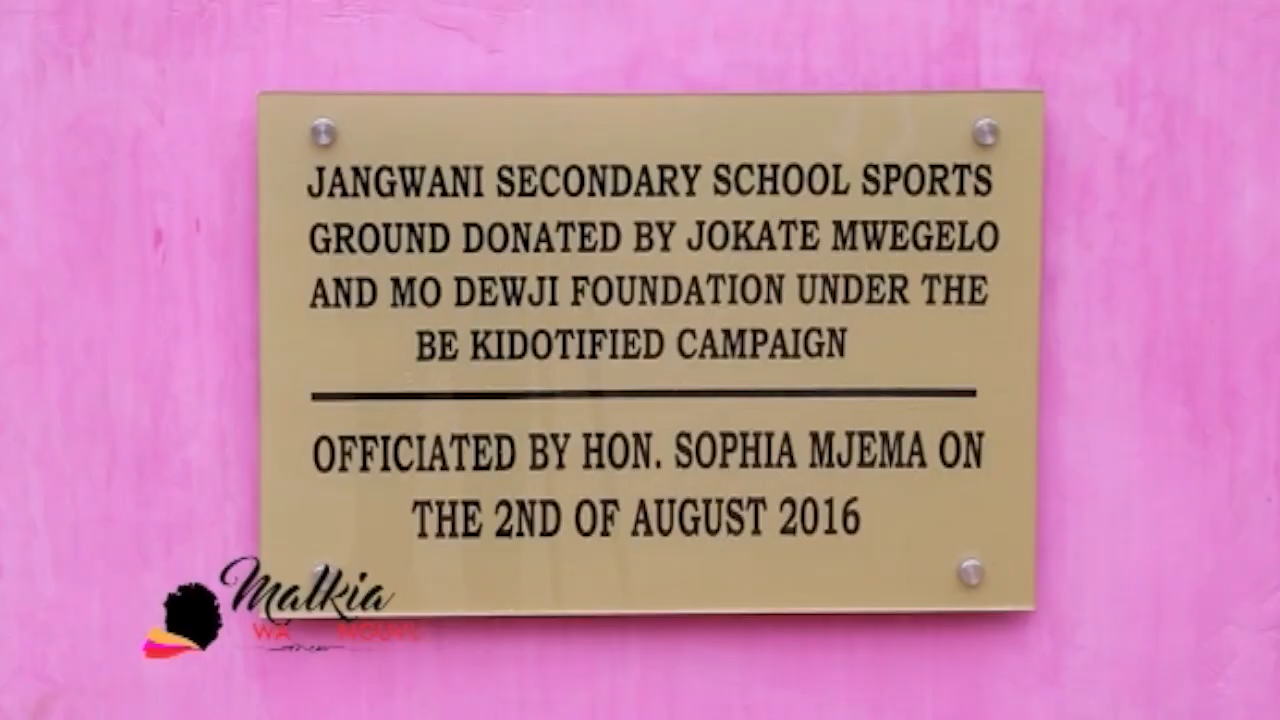 JANGWANI SECONDARY SCHOOL SPORTS
GROUND DONATED BY JOKATE MWEGELO
AND MO DEWJI FOUNDATION UNDER THE
BE KIDOTIFIED CAMPAIGN
OFFICIATED BY HON. SOPHIA MJEMA ON
THE 2ND OF AUGUST 2016
Malkia
WA